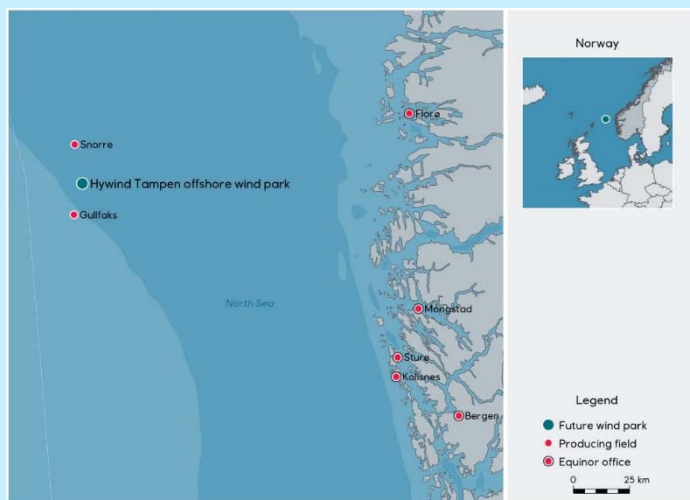 Norway
Florø
Snorre
Hywind Tampen offshore wind park
Gullfaks
North Sea
Mongstad
Sture
Kollsnes
Bergen
Legend
Future wind park
Producing field
Equinor office
0 25 km